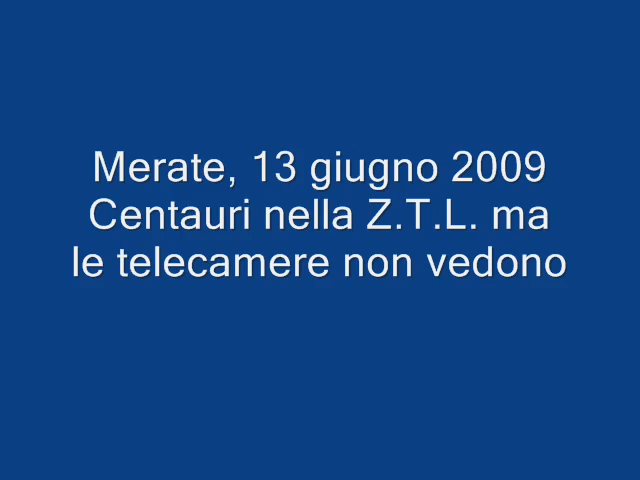 Merate, 13 giugno 2009
Centauri nella Z.T.L. ma
le telecamere non vedono